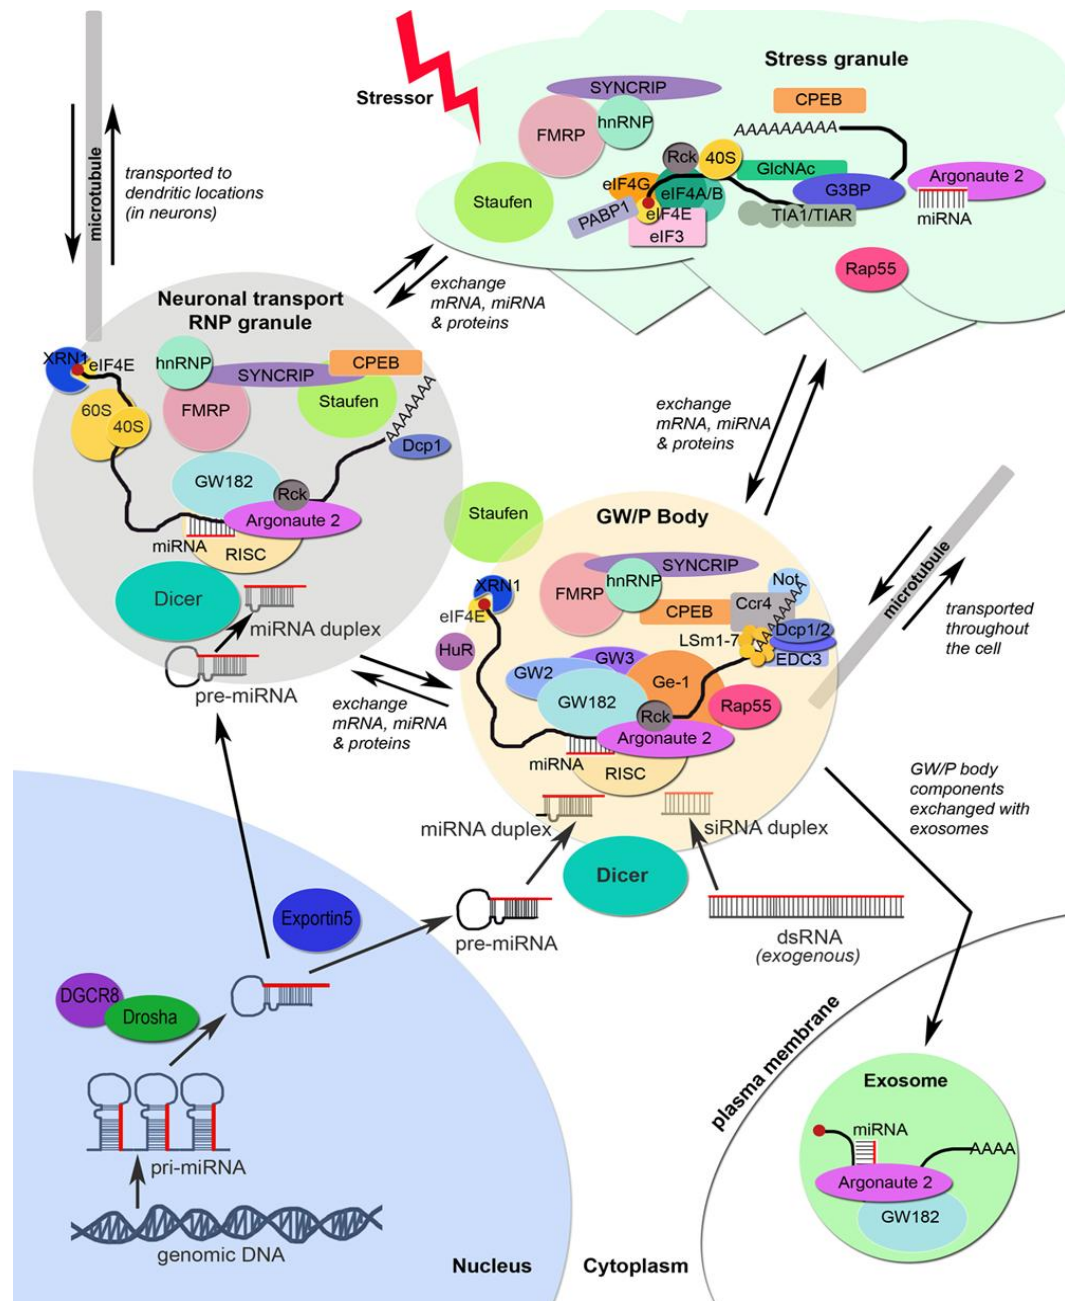 Stressor
Stress granule
SYNCRIP
FMRP
hnRNP
CPEB
AAAAAAAAA
Rck
40S
GlcNAc
Argonaute 2
miRNA
eIF4G
eIF4A/B
G3BP
Staufen
PABP1
eIF4E
TIA1/TIAR
eIF3
Rap55
microtubule
transported to
dendritic locations
(in neurons)
exchange
mRNA, miRNA
& proteins
Neuronal transport
RNP granule
XRN1
eIF4E
hnRNP
CPEB
SYNCRIP
60S
40S
FMRP
Staufen
AAAAAAA
Dcp1
GW182
Rck
Argonaute 2
miRNA
RISC
Dicer
miRNA duplex
pre-miRNA
exchange
mRNA, miRNA
& proteins
exchange
mRNA, miRNA
& proteins
Staufen
GW/P Body
SYNCRIP
hnRNP
FMRP
Not
XRN1
eIF4E
CPEB
Ccr4
AAAAAAAA
Dcp1/2
LSm1-7
EDC3
HuR
GW3
GW2
Ge-1
GW182
Rap55
Rck
Argonaute 2
miRNA
RISC
miRNA duplex
siRNA duplex
Dicer
microtubule
transported
throughout
the cell
GW/P body
components
exchanged with
exosomes
pre-miRNA
dsRNA
(exogenous)
Exportin5
DGCR8
Drosha
pri-miRNA
genomic DNA
Nucleus
Cytoplasm
plasma membrane
Exosome
miRNA
AAAA
Argonaute 2
GW182